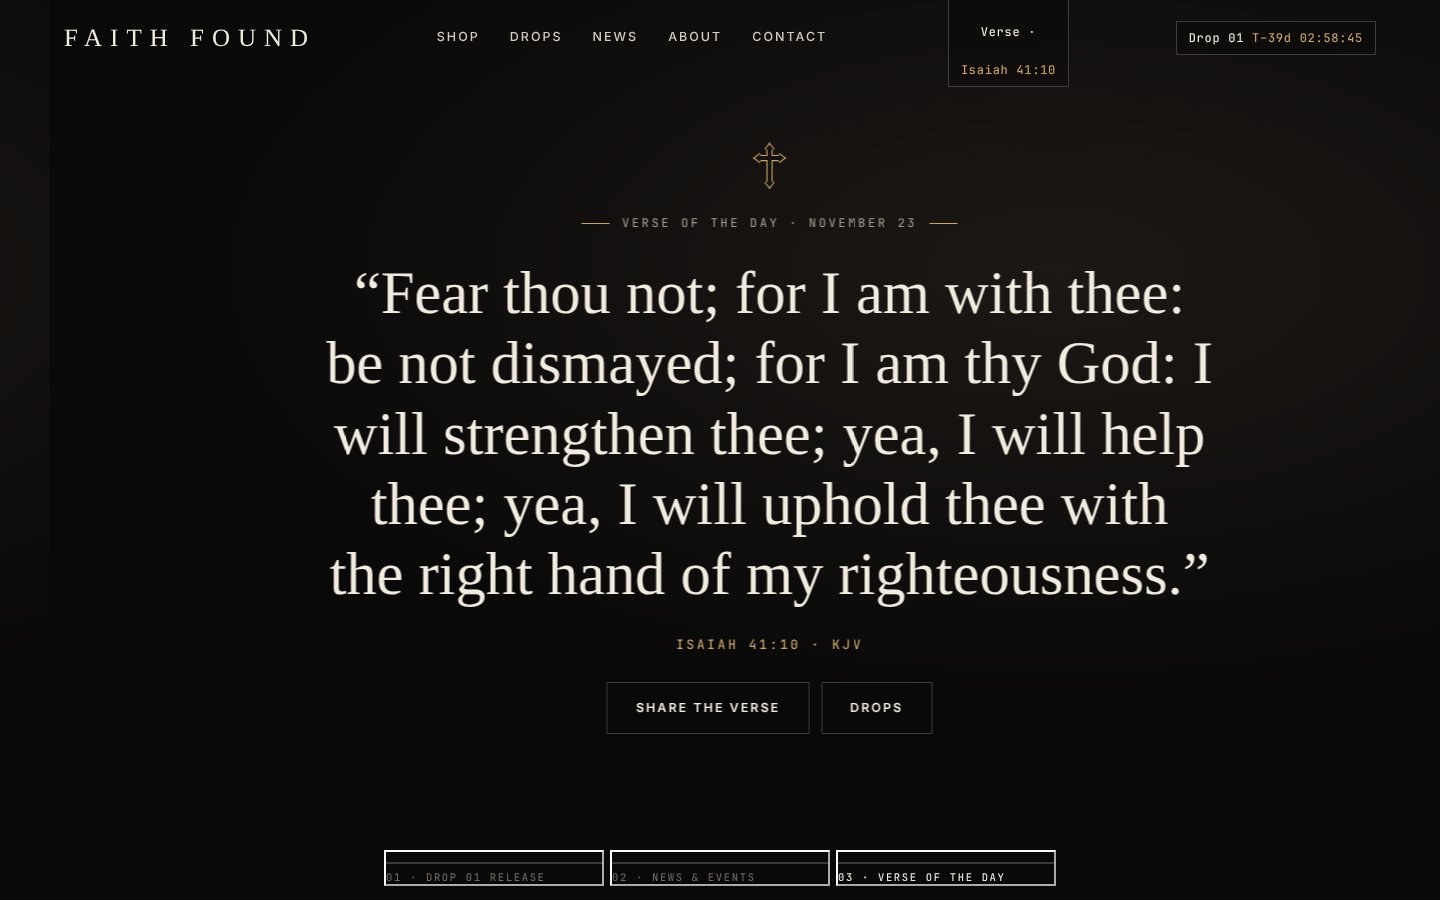 FAITH FOUND
SHOP DROPS NEWS ABOUT CONTACT
Verse ·
Isaiah 41:10
Drop 01 T−39d 02:58:45
VERSE OF THE DAY · NOVEMBER 23
“Fear thou not; for I am with thee:
be not dismayed; for I am thy God: I
will strengthen thee; yea, I will help
thee; yea, I will uphold thee with
the right hand of my righteousness.”
ISAIAH 41:10 · KJV
SHARE THE VERSE DROPS
01 · DROP 01 RELEASE
02 · NEWS & EVENTS
03 · VERSE OF THE DAY